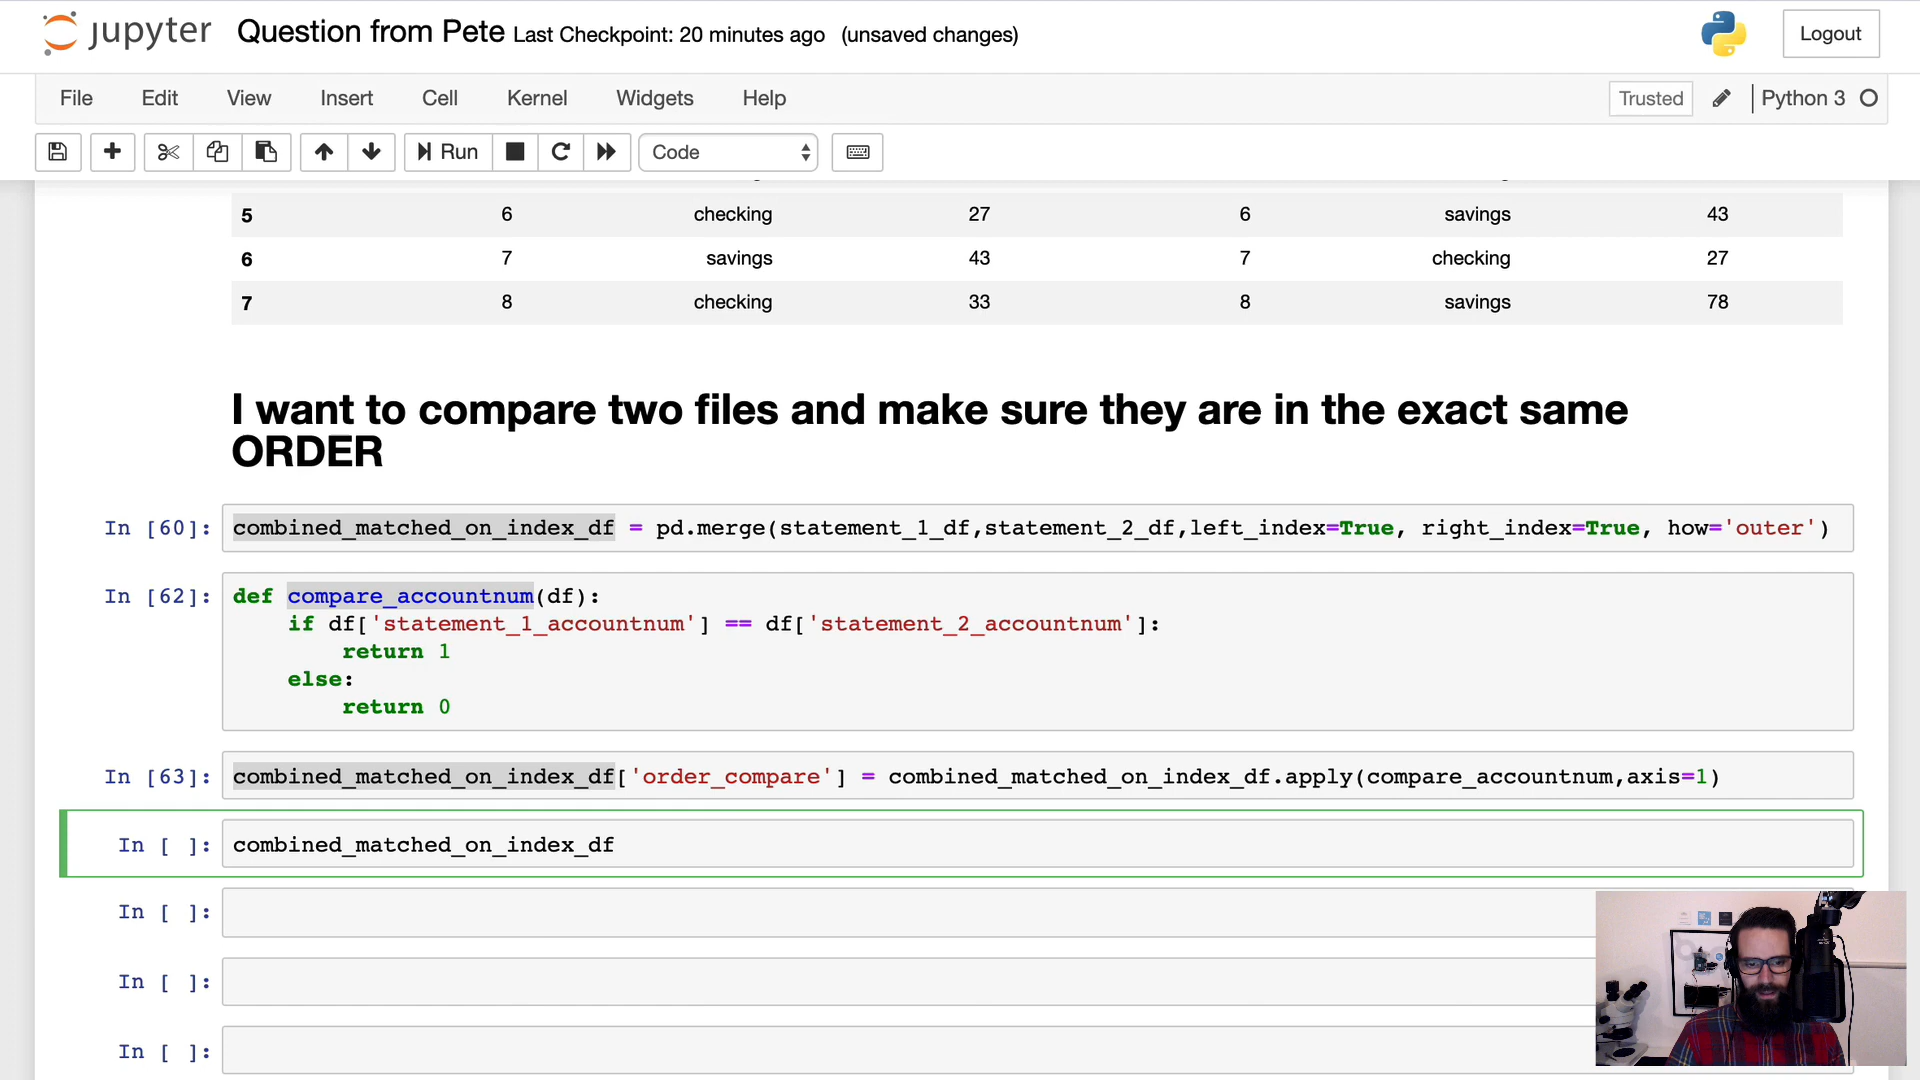 jupyter Question from Pete Last Checkpoint: 20 minutes ago (unsaved changes)
Logout
File Edit View Insert Cell Kernel Widgets Help Trusted Python 3
Run Code
5 6 checking 27 6 savings 43
6 7 savings 43 7 checking 27
7 8 checking 33 8 savings 78
I want to compare two files and make sure they are in the exact same
ORDER
In [60]: combined_matched_on_index_df = pd.merge(statement_1_df,statement_2_df,left_index=True, right_index=True, how='outer')
In [62]: def compare_accountnum(df):
if df['statement_1_accountnum'] == df['statement_2_accountnum']:
return 1
else:
return 0
In [63]: combined_matched_on_index_df['order_compare'] = combined_matched_on_index_df.apply(compare_accountnum,axis=1)
In [ ]: combined_matched_on_index_df
In [ ]:
In [ ]:
In [ ]: